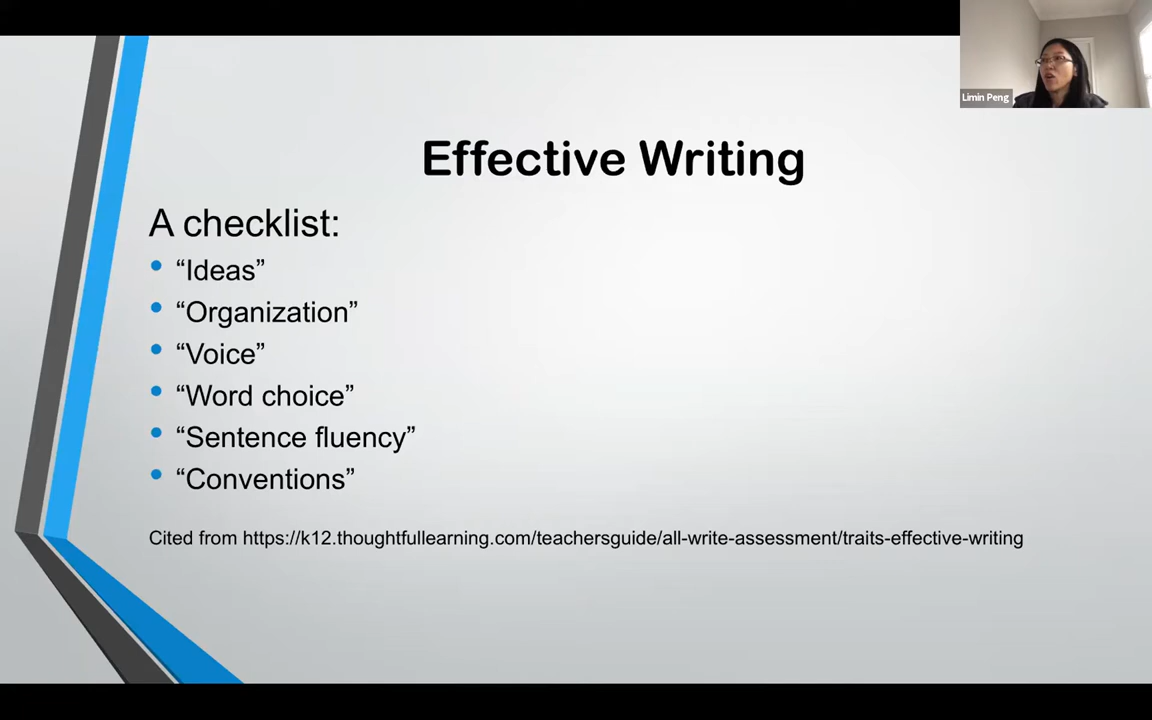 Limin Peng
Effective Writing
A checklist:
• “Ideas”
• “Organization”
• “Voice”
• “Word choice”
• “Sentence fluency”
• “Conventions”
Cited from https://k12.thoughtfullearning.com/teachersguide/all-write-assessment/traits-effective-writing